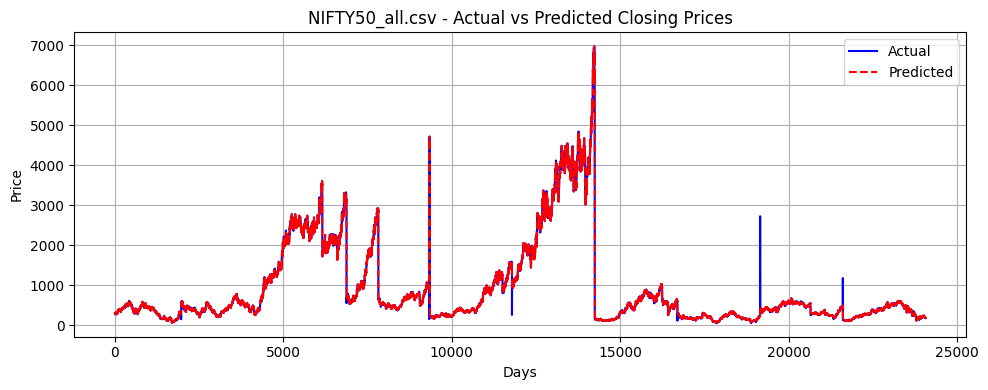 NIFTY50_all.csv - Actual vs Predicted Closing Prices
Actual
Predicted
7000
6000
5000
4000
3000
2000
1000
0
Price
0
5000
10000
15000
20000
25000
Days